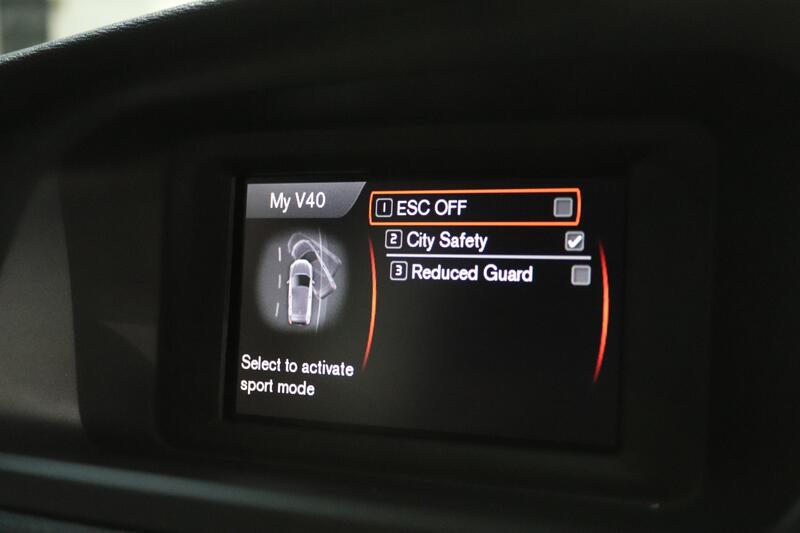 My V40
1 ESC OFF
2 City Safety
3 Reduced Guard
Select to activate
sport mode